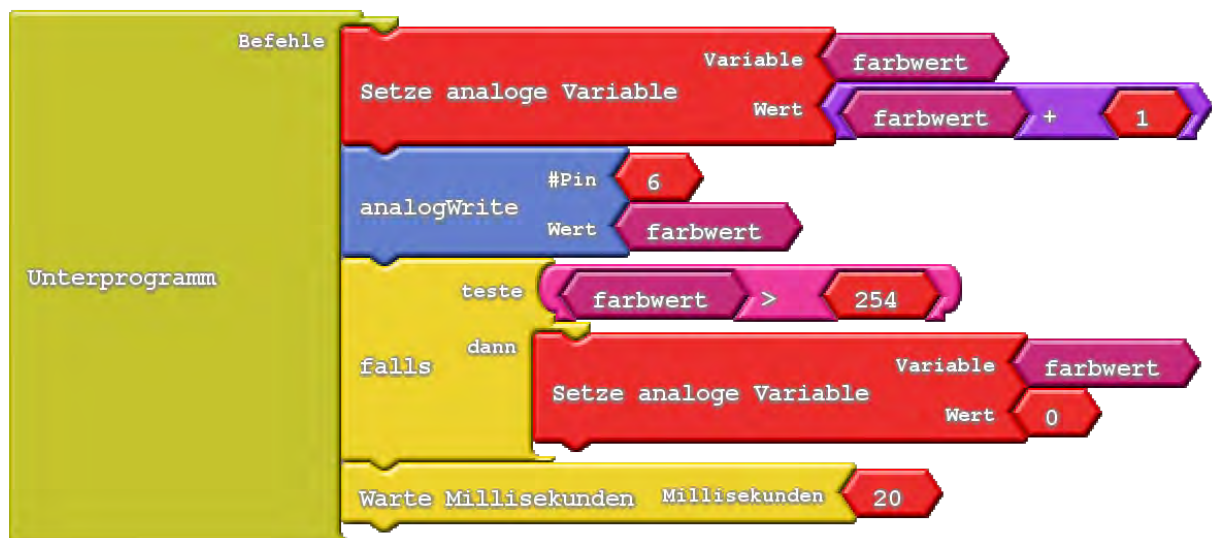 Befehle
Setze analoge Variable
Variable farbwert
Wert farbwert + 1
analogWrite
#Pin 6
Wert farbwert
Unterprogramm
falls
teste farbwert > 254
dann
Setze analoge Variable
Variable farbwert
Wert 0
Warte Millisekunden Millisekunden 20